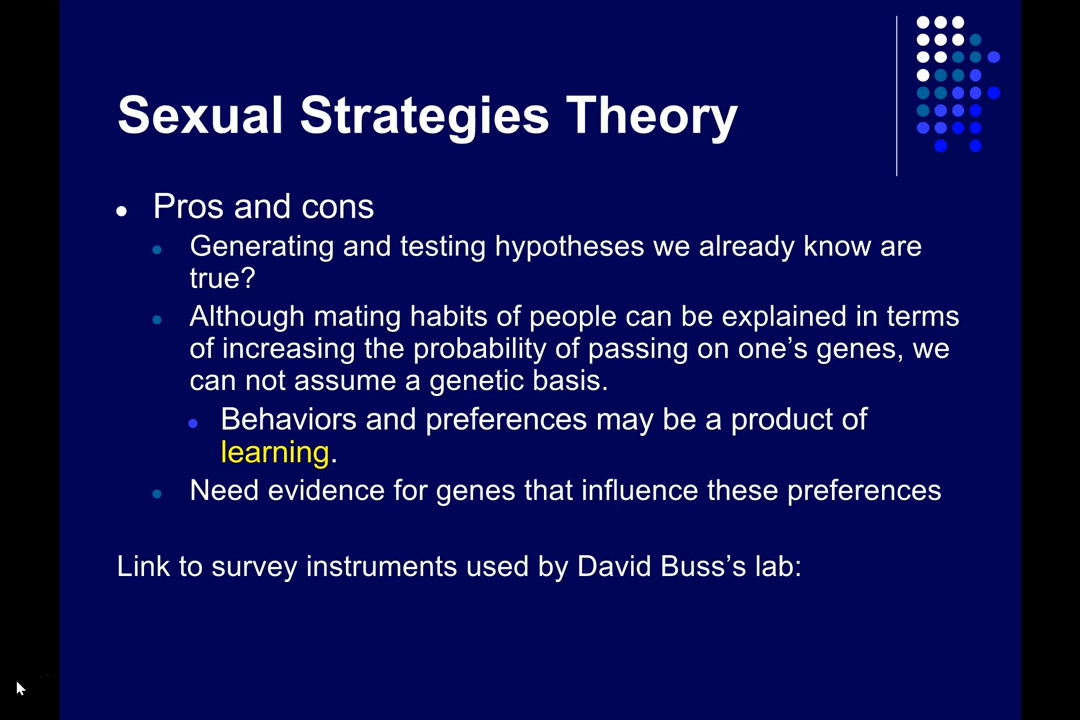 Sexual Strategies Theory
Pros and cons
Generating and testing hypotheses we already know are
true?
Although mating habits of people can be explained in terms
of increasing the probability of passing on one’s genes, we
can not assume a genetic basis.
Behaviors and preferences may be a product of
learning.
Need evidence for genes that influence these preferences
Link to survey instruments used by David Buss’s lab: